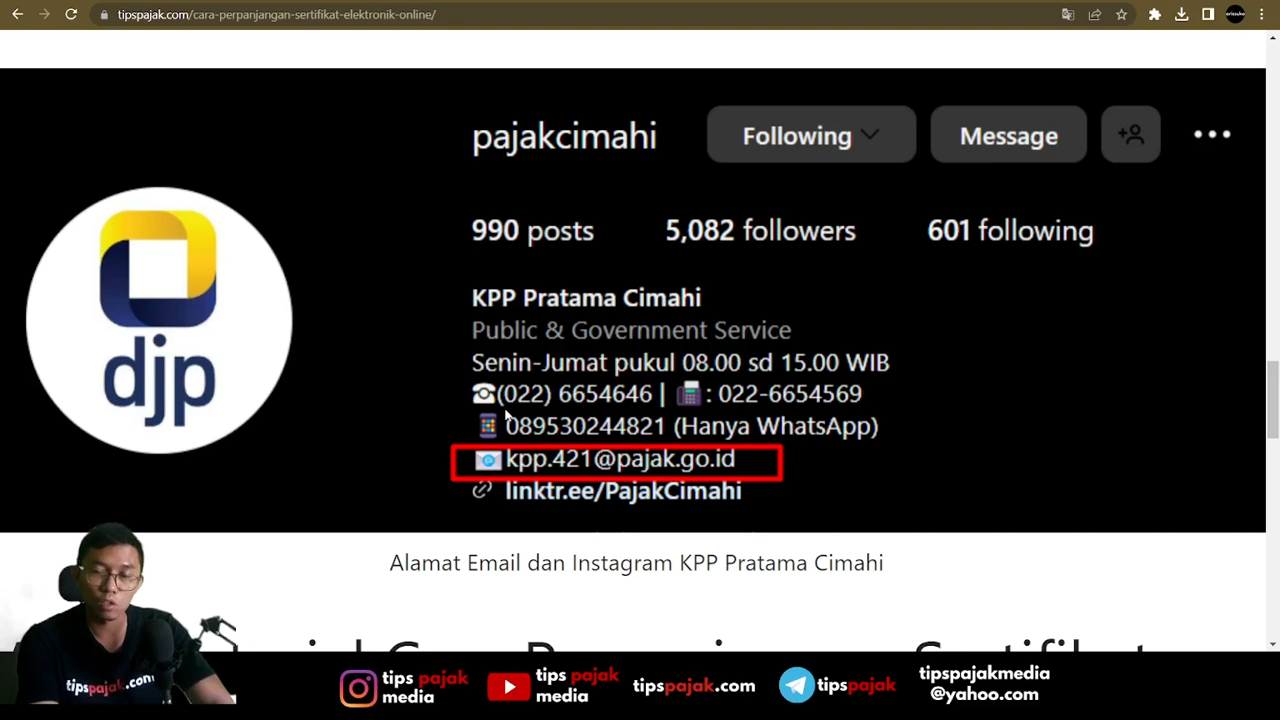 tipspajak.com/cara-perpanjangan-sertifikat-elektronik-online/
pajakcimahi
Following
Message
990 posts
5,082 followers
601 following
djp
KPP Pratama Cimahi
Public & Government Service
Senin-Jumat pukul 08.00 sd 15.00 WIB
(022) 6654646 | : 022-6654569
089530244821 (Hanya WhatsApp)
kpp.421@pajak.go.id
linktr.ee/PajakCimahi
Alamat Email dan Instagram KPP Pratama Cimahi
tipspajak.com
tips pajak
media
tips pajak
media
tipspajak.com
tipspajak
tipspajakmedia
@yahoo.com